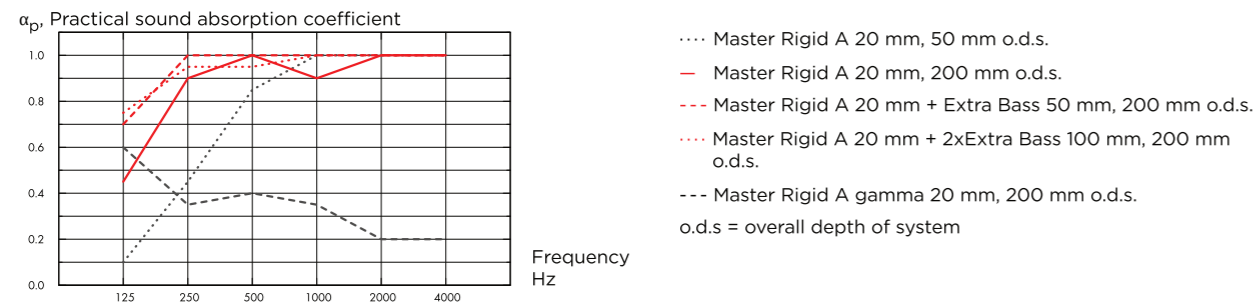 αp, Practical sound absorption coefficient
1.0
0.8
0.6
0.4
0.2
0.0
125 250 500 1000 2000 4000
Frequency
Hz
Master Rigid A 20 mm, 50 mm o.d.s.
Master Rigid A 20 mm, 200 mm o.d.s.
Master Rigid A 20 mm + Extra Bass 50 mm, 200 mm o.d.s.
Master Rigid A 20 mm + 2xExtra Bass 100 mm, 200 mm
o.d.s.
Master Rigid A gamma 20 mm, 200 mm o.d.s.
o.d.s = overall depth of system